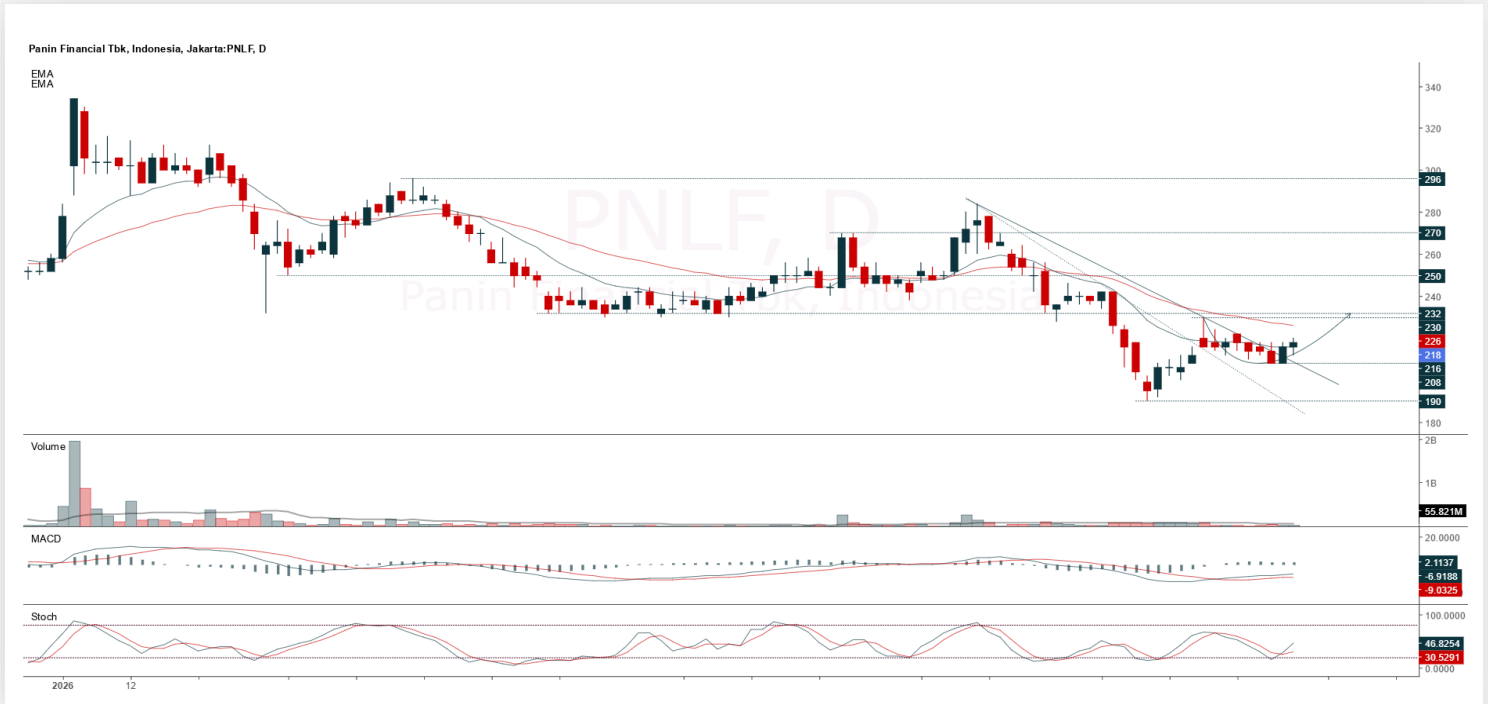 Panin Financial Tbk, Indonesia, Jakarta:PNLF, D
EMA
EMA
PNLF, D
Panin Financial Tbk, Indonesia
340
320
300
296
280
270
260
250
240
232
230
226
218
216
208
190
180
Volume
2B
1B
55.821M
MACD
20.0000
2.1137
-6.9188
-9.0325
Stoch
100.0000
46.8254
30.5291
0.0000
2026
12